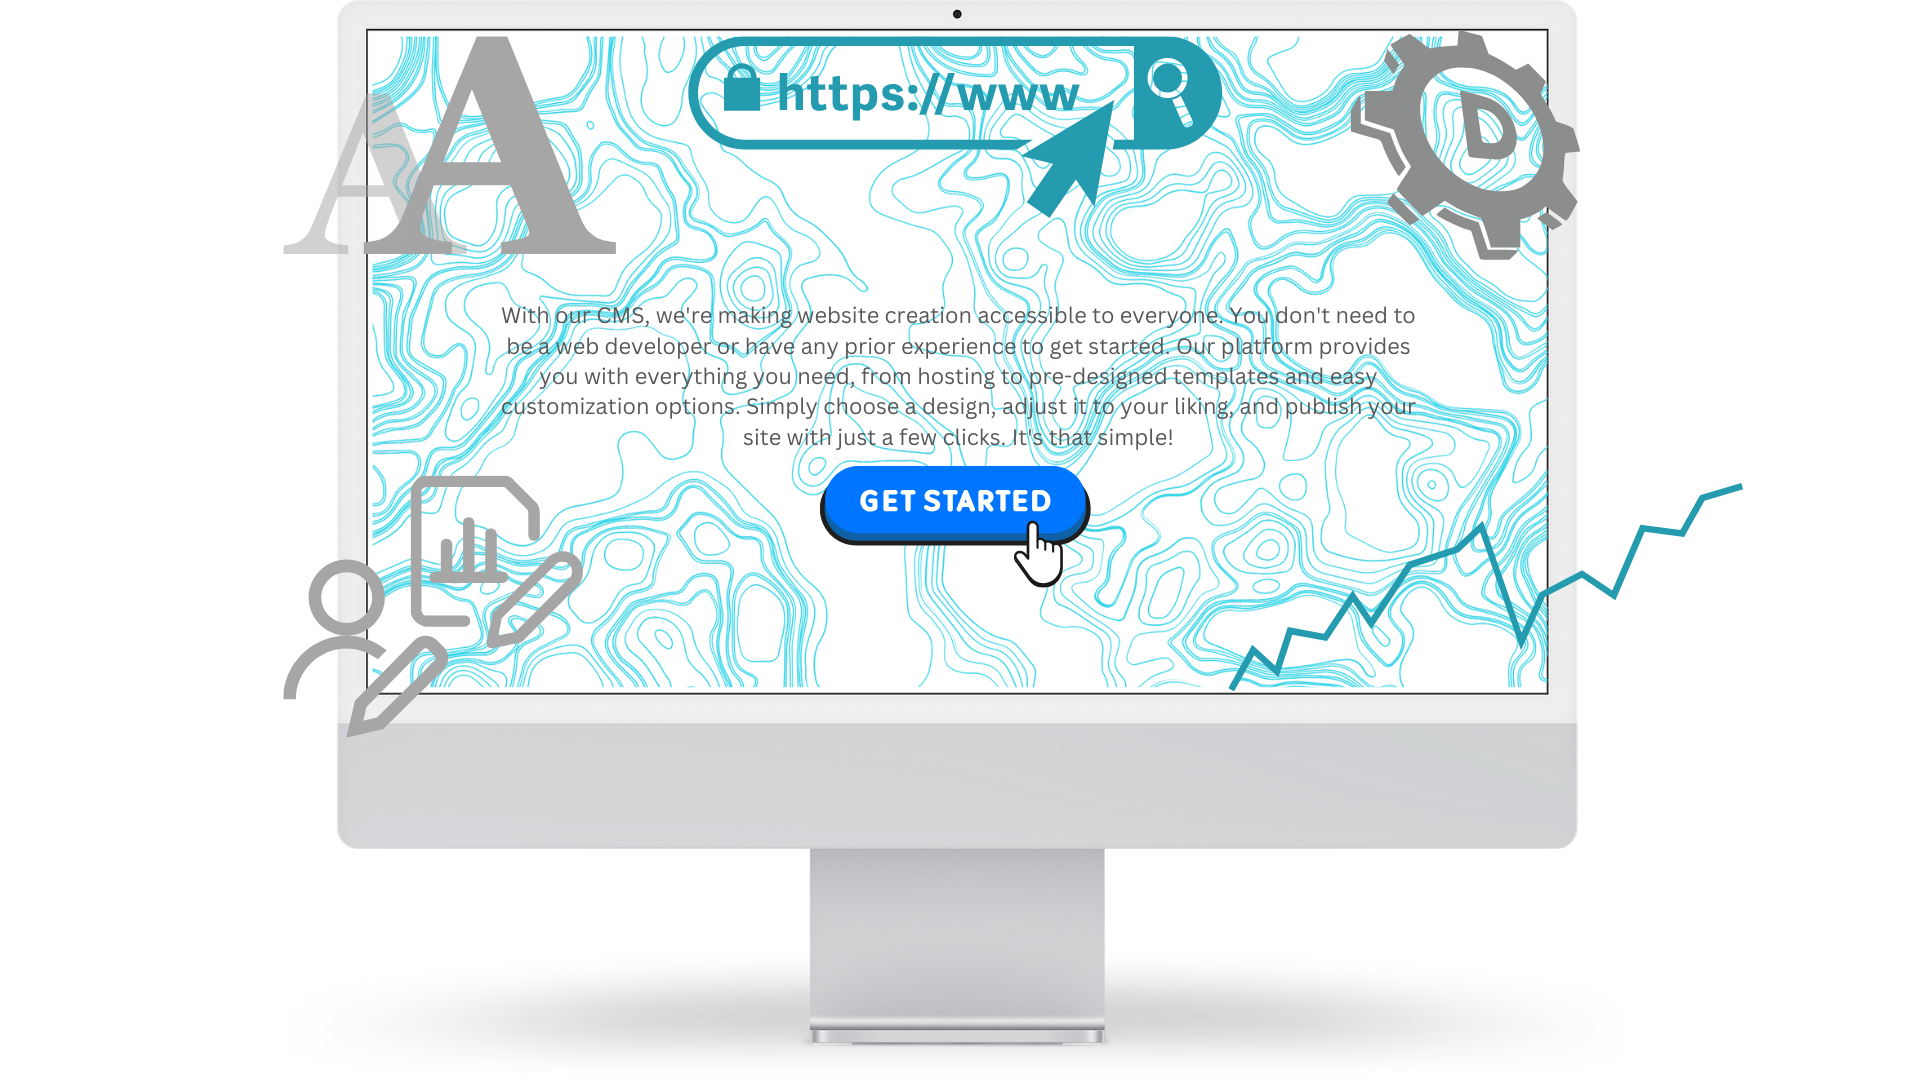 AA
https://www
D
With our CMS, we're making website creation accessible to everyone. You don't need to
be a web developer or have any prior experience to get started. Our platform provides
you with everything you need, from hosting to pre-designed templates and easy
customization options. Simply choose a design, adjust it to your liking, and publish your
site with just a few clicks. It's that simple!
GET STARTED